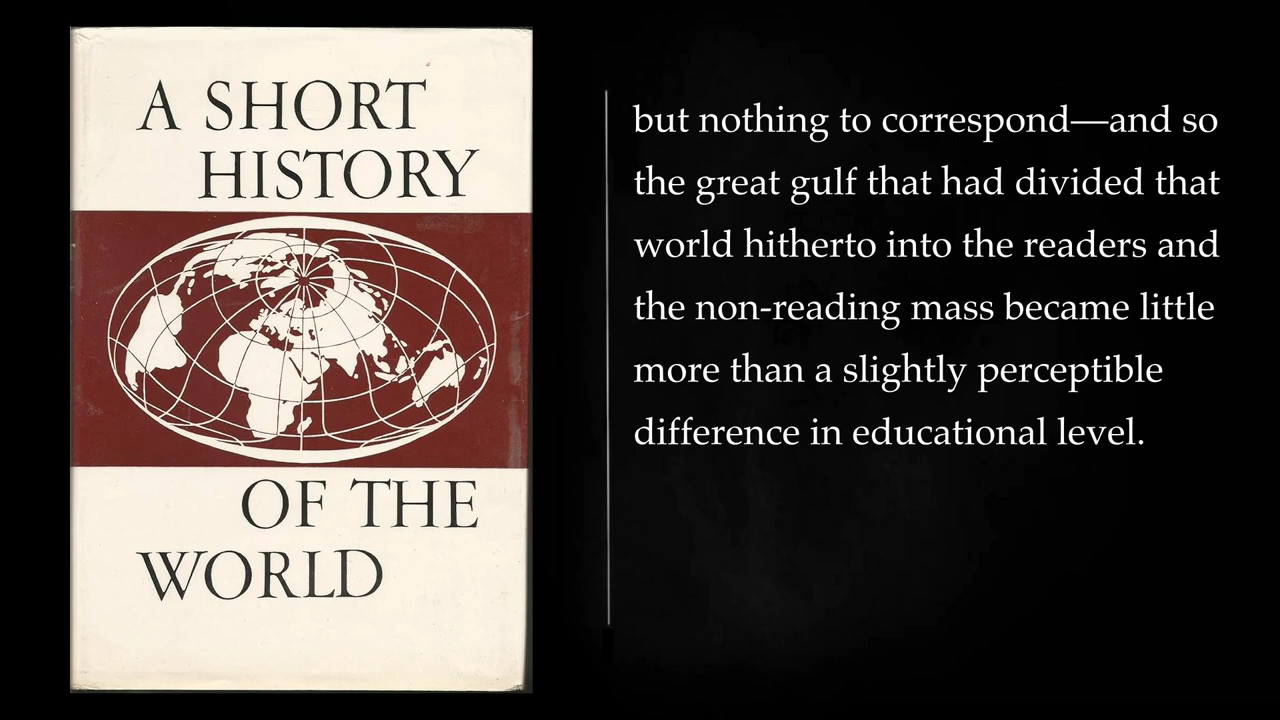 A SHORT
HISTORY
OF THE
WORLD
but nothing to correspond—and so
the great gulf that had divided that
world hitherto into the readers and
the non-reading mass became little
more than a slightly perceptible
difference in educational level.